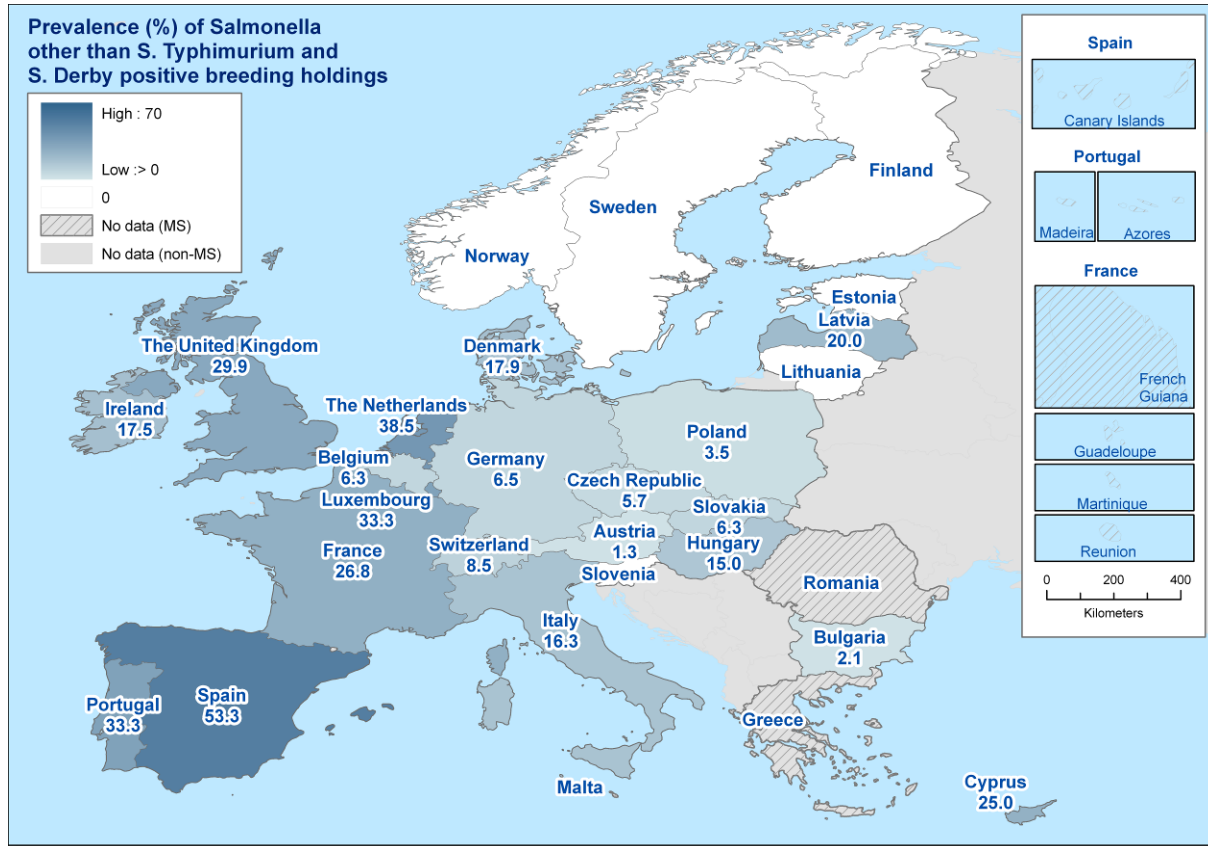 Prevalence (%) of Salmonella
other than S. Typhimurium and
S. Derby positive breeding holdings
High : 70
Low :> 0
0
No data (MS)
No data (non-MS)
Norway
Sweden
Finland
Estonia
Latvia
20.0
Lithuania
The United Kingdom
29.9
Denmark
17.9
Ireland
17.5
The Netherlands
38.5
Belgium
6.3
Germany
6.5
Poland
3.5
Czech Republic
5.7
Luxembourg
33.3
Slovakia
6.3
Austria
1.3
Hungary
15.0
France
26.8
Switzerland
8.5
Slovenia
Romania
Italy
16.3
Bulgaria
2.1
Portugal
33.3
Spain
53.3
Greece
Malta
Cyprus
25.0
Spain
Canary Islands
Portugal
Madeira
Azores
France
French
Guiana
Guadeloupe
Martinique
Reunion
0 200 400
Kilometers